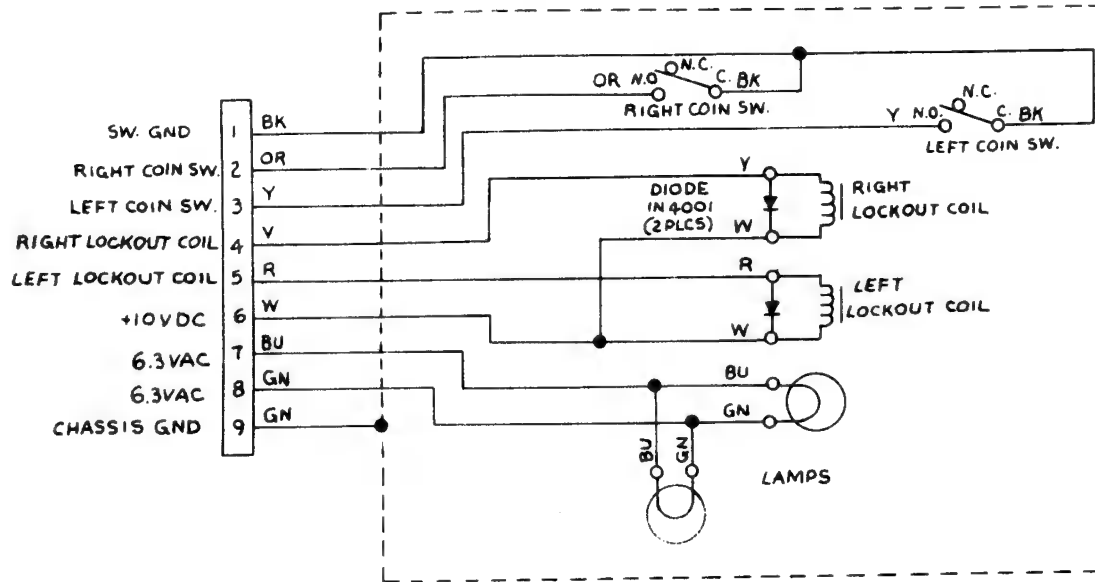 N.C.
OR N.O
C. BK
RIGHT COIN SW.
N.C.
Y N.O.
C. BK
LEFT COIN SW.
SW. GND 1 BK
RIGHT COIN SW. 2 OR
LEFT COIN SW. 3 Y
RIGHT LOCKOUT COIL 4 V
LEFT LOCKOUT COIL 5 R
+10VDC 6 W
6.3VAC 7 BU
6.3VAC 8 GN
CHASSIS GND 9 GN
Y
DIODE
IN4001
(2PLCS)
W
RIGHT
LOCKOUT COIL
R
W
LEFT
LOCKOUT COIL
BU
GN
BU
GN
LAMPS